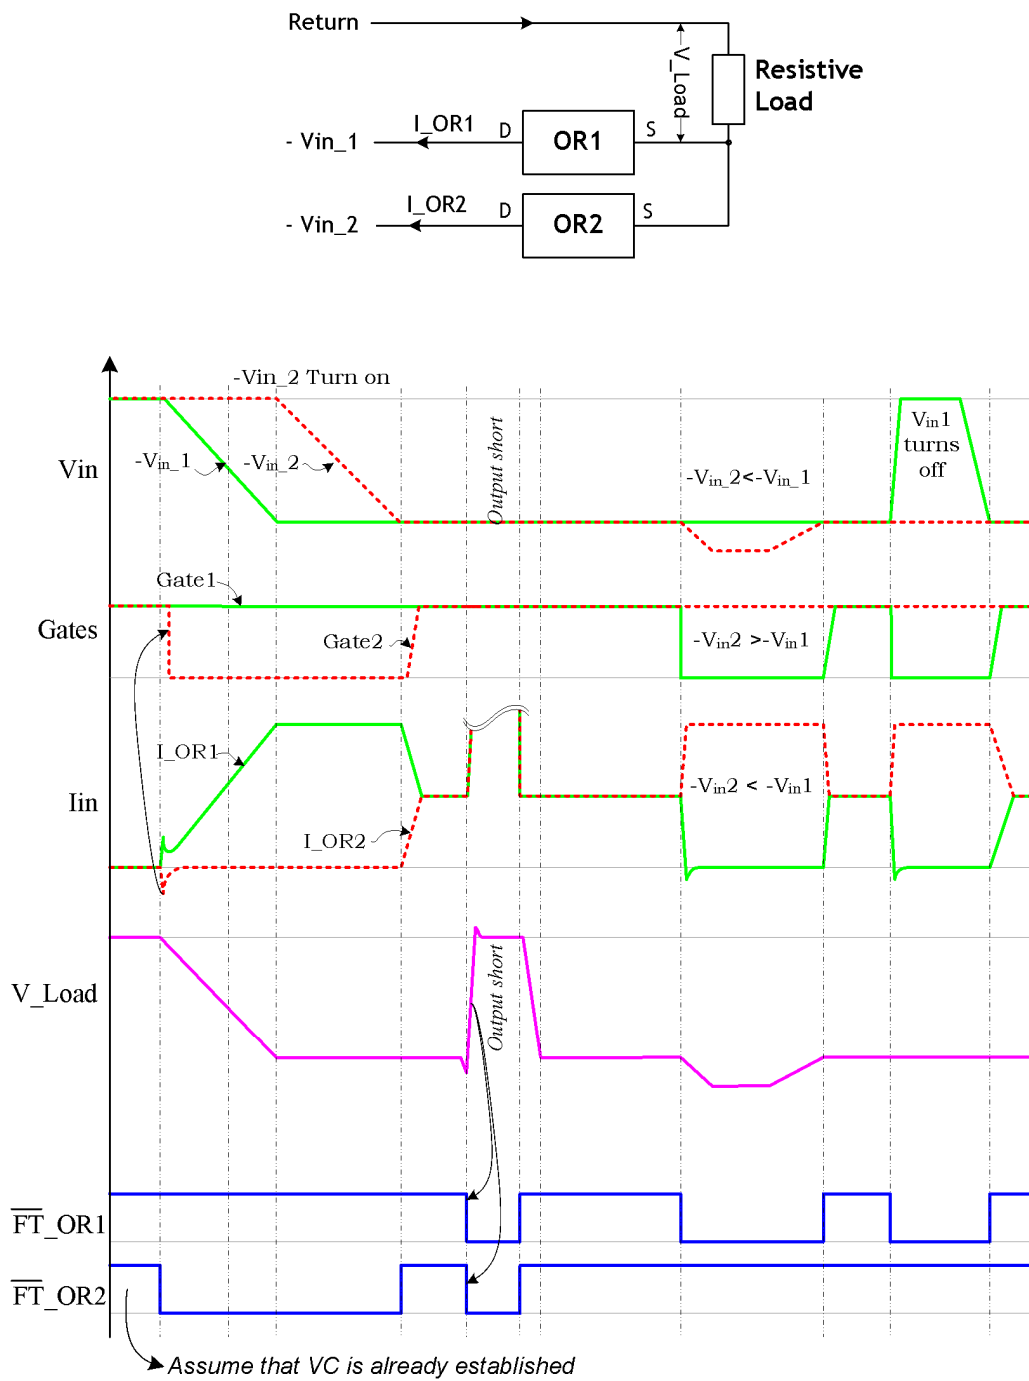 Return
V_Load
Resistive
Load
- Vin_1
I_OR1
D
OR1
S
- Vin_2
I_OR2
D
OR2
S
-Vin_2 Turn on
Vin
-Vin_1
-Vin_2
Output short
-Vin_2<-Vin_1
Vin1
turns
off
Gates
Gate1
Gate2
-Vin2 >-Vin1
Iin
I_OR1
I_OR2
-Vin2 < -Vin1
V_Load
Output short
F̅T̅_OR1
F̅T̅_OR2
Assume that VC is already established